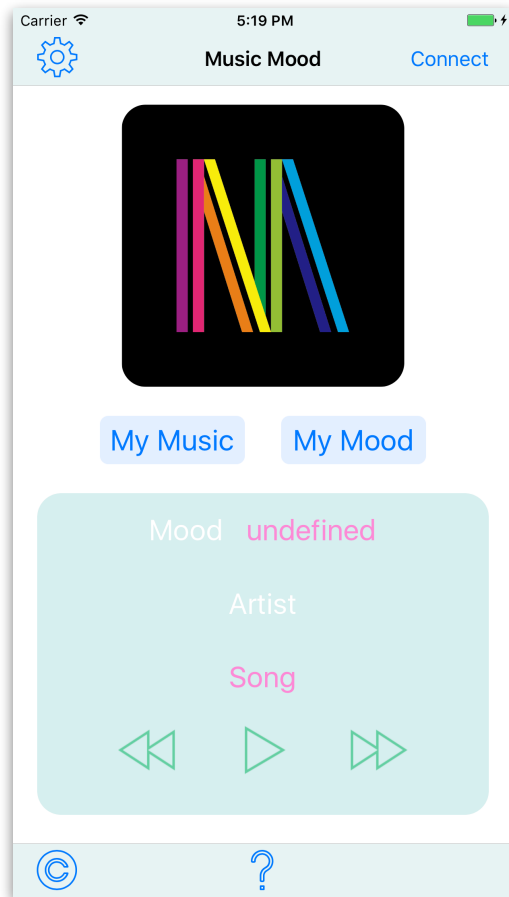 Carrier 5:19 PM
Music Mood Connect
My Music My Mood
Mood undefined
Artist
Song
© ?